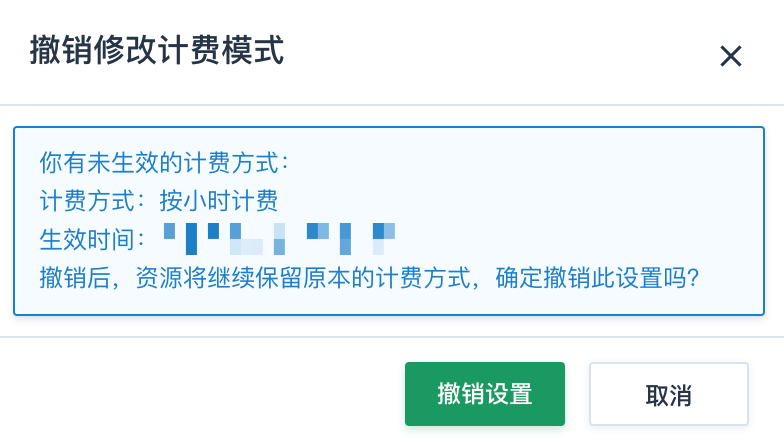 撤销修改计费模式
你有未生效的计费方式：
计费方式：按小时计费
生效时间：
撤销后，资源将继续保留原本的计费方式，确定撤销此设置吗？
撤销设置
取消